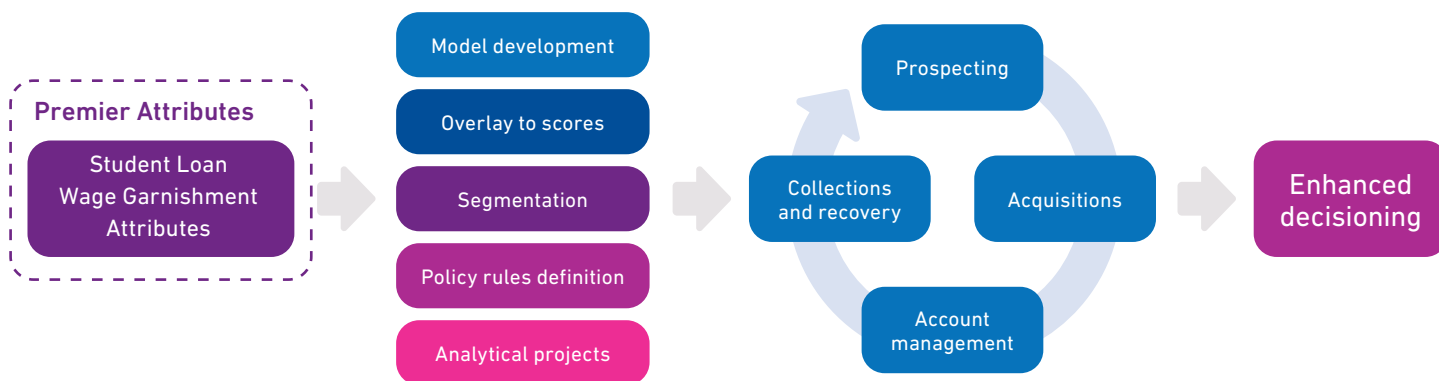 Premier Attributes
Student Loan
Wage Garnishment
Attributes
Model development
Overlay to scores
Segmentation
Policy rules definition
Analytical projects
Prospecting
Acquisitions
Account
management
Collections
and recovery
Enhanced
decisioning